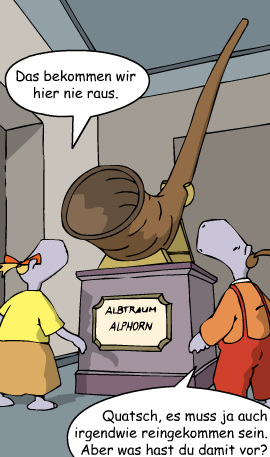 Das bekommen wir
hier nie raus.
ALBTRAUM
ALPHORN
Quatsch, es muss ja auch
irgendwie reingekommen sein.
Aber was hast du damit vor?